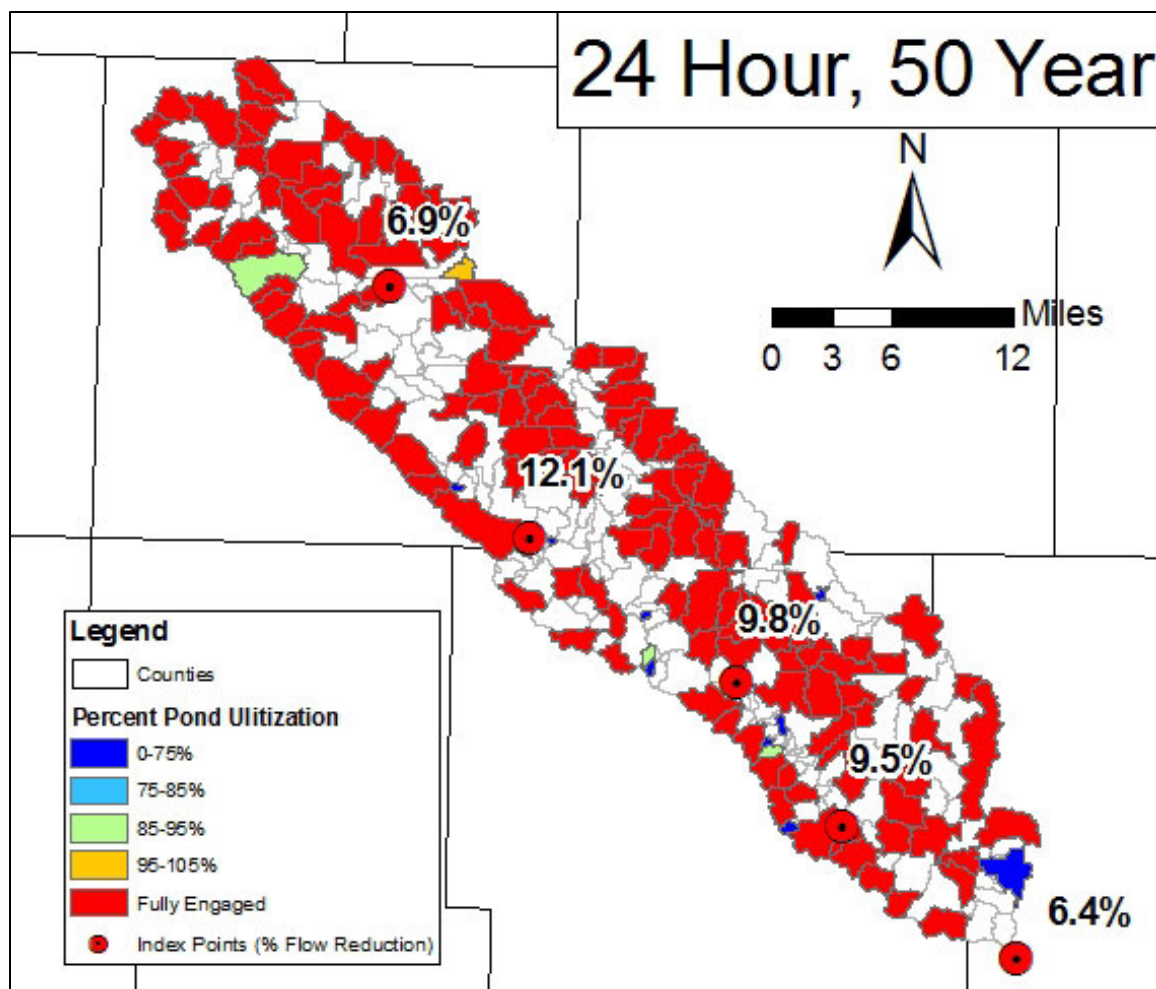 24 Hour, 50 Year
N
Miles
0 3 6 12
6.9%
12.1%
9.8%
9.5%
6.4%
Legend
Counties
Percent Pond Ulitization
0-75%
75-85%
85-95%
95-105%
Fully Engaged
Index Points (% Flow Reduction)